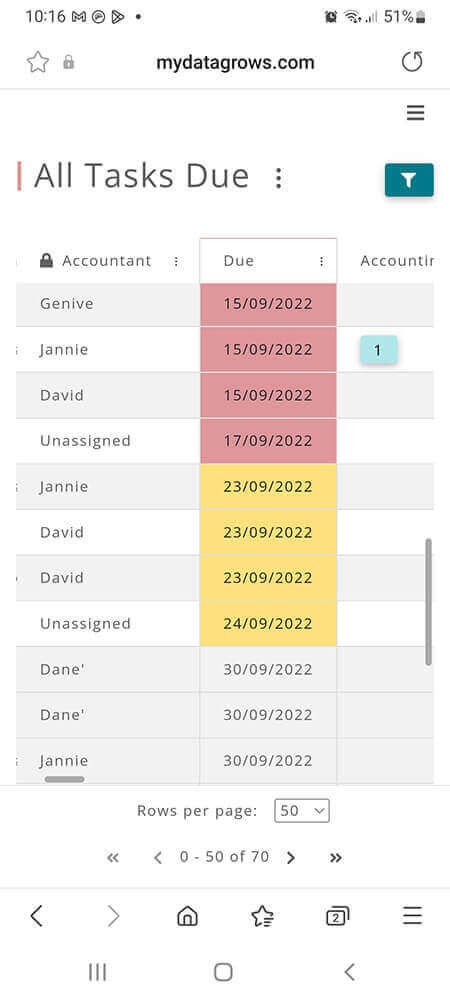 10:16 51%
mydatagrows.com
All Tasks Due
Accountant Due Accountin
Genive 15/09/2022
Jannie 15/09/2022 1
David 15/09/2022
Unassigned 17/09/2022
Jannie 23/09/2022
David 23/09/2022
David 23/09/2022
Unassigned 24/09/2022
Dane' 30/09/2022
Dane' 30/09/2022
Jannie 30/09/2022
Rows per page: 50
0 - 50 of 70
2